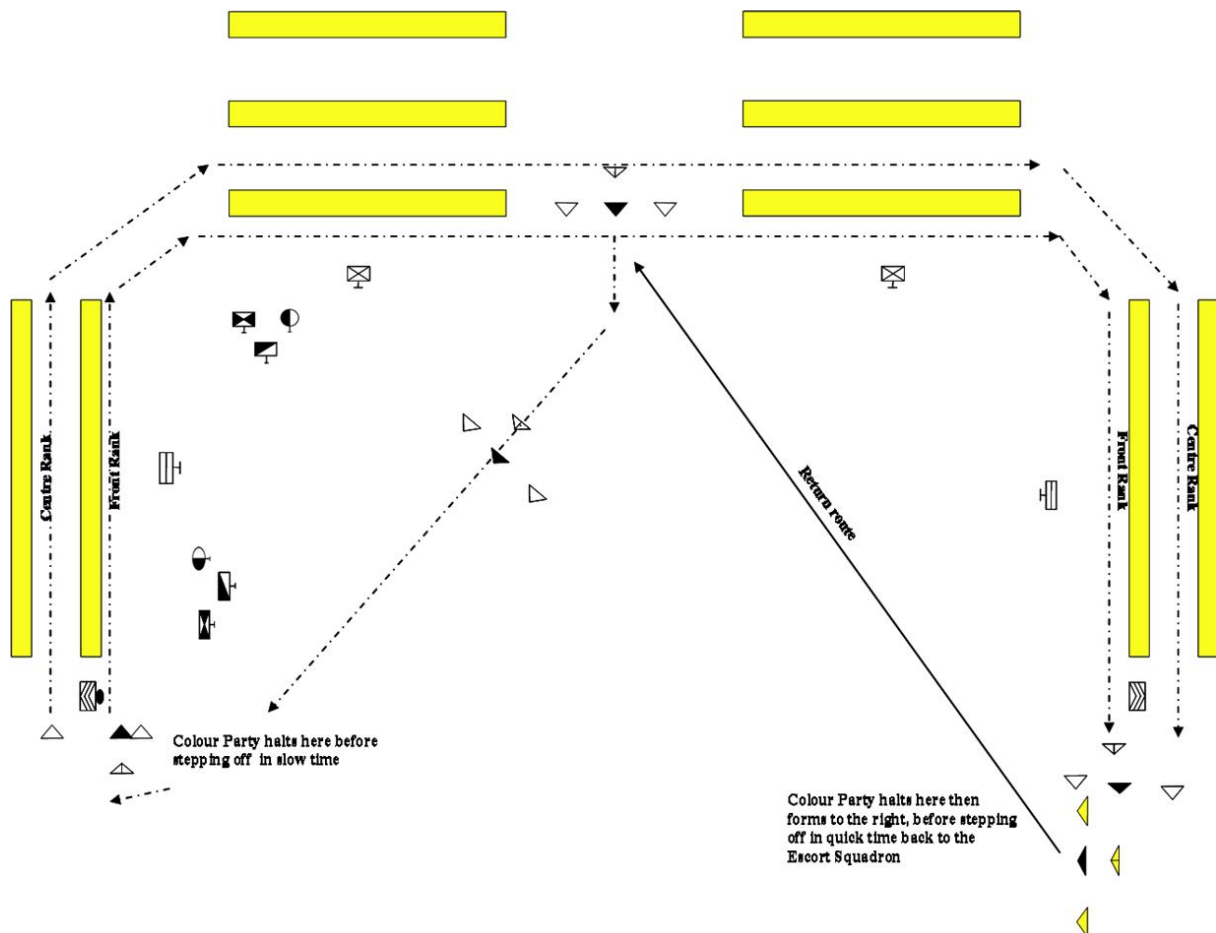 Centre Rank
Front Rank
Return route
Front Rank
Centre Rank
Colour Party halts here before
stepping off in slow time
Colour Party halts here then
forms to the right, before stepping
off in quick time back to the
Escort Squadron